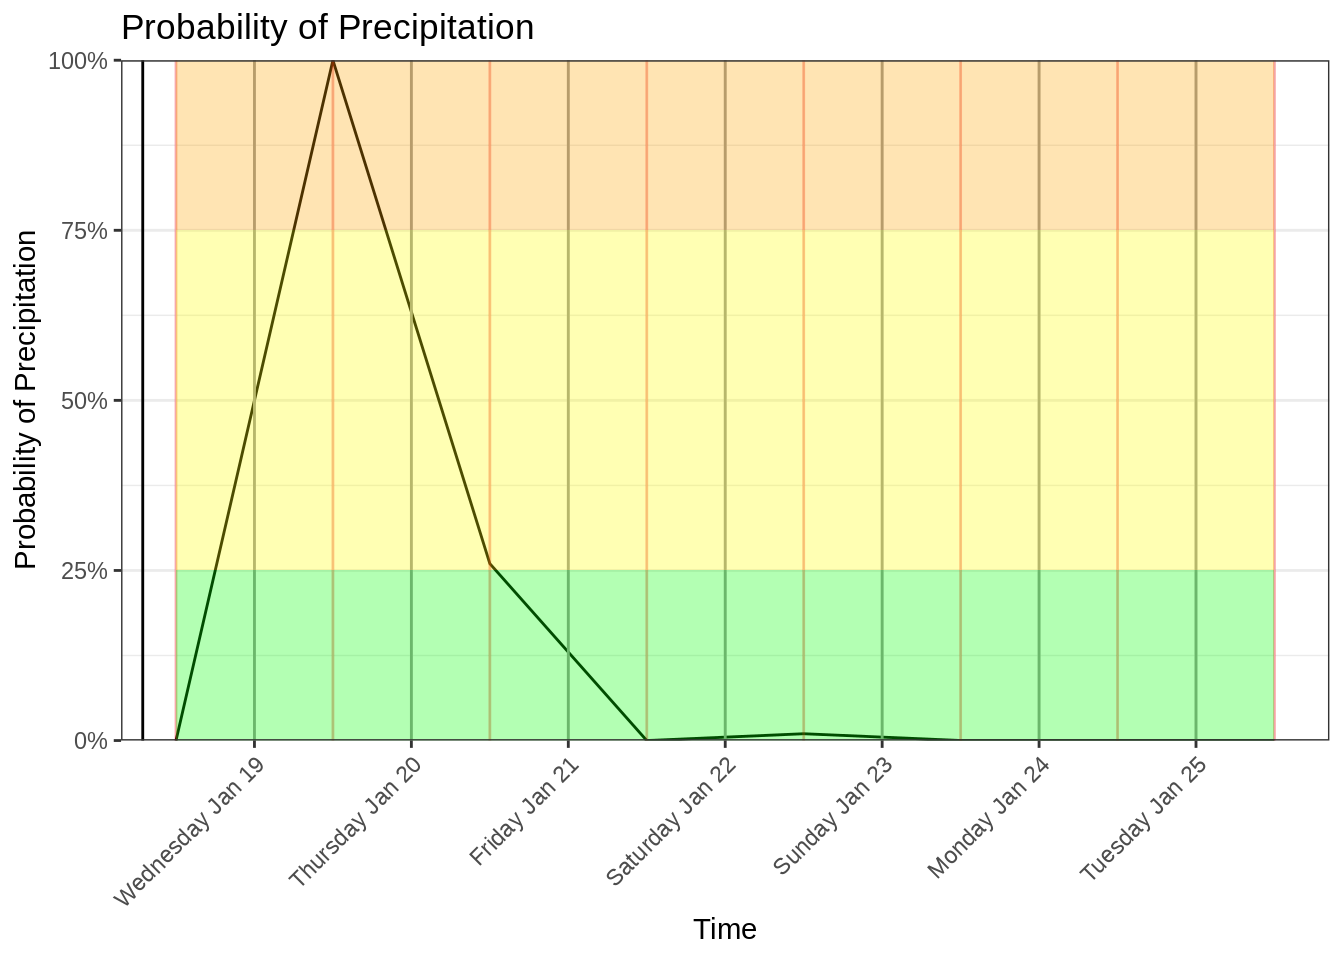 Probability of Precipitation
Probability of Precipitation
100%
75%
50%
25%
0%
Wednesday Jan 19
Thursday Jan 20
Friday Jan 21
Saturday Jan 22
Sunday Jan 23
Monday Jan 24
Tuesday Jan 25
Time